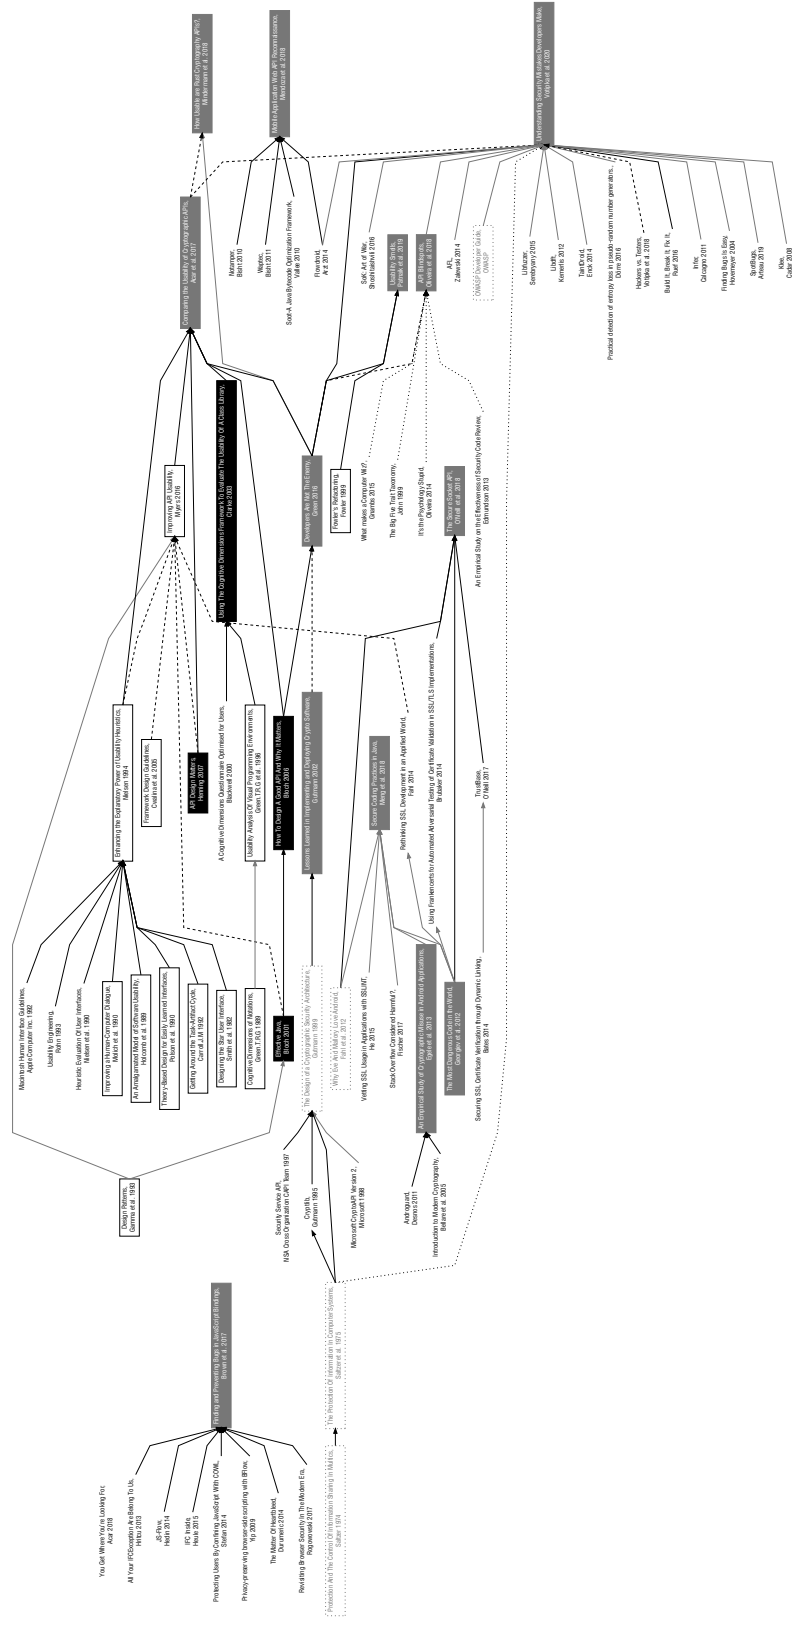 How Usable are Rust Cryptography APIs?,
Mindermann et al. 2018
Mobile Application Web API Reconnaissance,
Mendoza et al. 2018
Understanding Security Mistakes Developers Make,
Votipka et al. 2020
Comparing the Usability of Cryptographic APIs,
Acar et al. 2017
Notamper,
Bisht 2010
Waptec,
Bisht 2011
Soot-A Java Bytecode Optimization Framework,
Vallee 2010
Flowdroid,
Arzt 2014
SoK: Art of War,
Shoshitaishvili 2016
Usability Smells,
Patnaik et al. 2019
API Blindspots,
Oliveira et al. 2018
AFL,
Zalewski 2014
OWASP Developer Guide,
OWASP
Libfuzzer,
Serebryany 2015
Libdft,
Kemerlis 2012
TaintDroid,
Enck 2014
Practical detection of entropy loss in pseudo-random number generators,
Dörre 2016
Hackers vs. Testers,
Votipka et al. 2018
Build It, Break It, Fix It,
Ruef 2016
Infer,
Calcagno 2011
Finding Bugs Is Easy,
Hovemeyer 2004
SpotBugs,
Arteau 2019
Klee,
Cadar 2008
Improving API Usability,
Myers 2016
Using The Cognitive Dimensions Framework To Evaluate The Usability Of A Class Library,
Clarke 2003
Developers Are Not The Enemy,
Green 2016
Fowler's Refactoring,
Fowler 1999
What makes a Computer Wiz?,
Gnambs 2015
The Big Five Trait Taxonomy,
John 1999
It's the Psychology Stupid,
Oliveira 2014
The Secure Socket API,
O'Neill et al. 2018
An Empirical Study on the Effectiveness of Security Code Review,
Edmundson 2013
Enhancing the Explanatory Power of Usability Heuristics,
Nielsen 1994
Framework Design Guidelines,
Cwalina et al. 2005
API Design Matters,
Henning 2007
A Cognitive Dimensions Questionnaire Optimised for Users,
Blackwell 2000
Usability Analysis Of Visual Programming Environments,
Green.T.R.G et al. 1996
How To Design A Good API And Why It Matters,
Bloch 2006
Lessons Learned in Implementing and Deploying Crypto Software,
Gutmann 2002
Secure Coding Practices in Java,
Meng et al. 2018
Rethinking SSL Development in an Appified World,
Fahl 2014
Using Frankencerts for Automated Adversarial Testing of Certificate Validation in SSL/TLS Implementations,
Brubaker 2014
TrustBase,
O'Neill 2017
Macintosh Human Interface Guidelines,
Apple Computer Inc. 1992
Usability Engineering,
Rohn 1993
Heuristic Evaluation Of User Interfaces,
Nielsen et al. 1990
Improving a Human-Computer Dialogue,
Molich et al. 1990
An Amalgamated Model of Software Usability,
Holcomb et al. 1989
Theory-Based Design for Easily Learned Interfaces,
Polson et al. 1990
Getting Around the Task-Artifact Cycle,
Carroll J.M 1992
Designing the Star User Interface,
Smith et al. 1982
Cognitive Dimensions of Notations,
Green.T.R.G 1989
Effective Java,
Bloch 2001
The Design of a Cryptographic Security Architecture,
Gutmann 1999
Why Eve And Mallory Love Android,
Fahl et al. 2012
Vetting SSL Usage in Applications with SSLINT,
He 2015
Stack Overflow Considered Harmful?,
Fischer 2017
An Empirical Study of Cryptographic Misuse in Android Applications,
Egele et al. 2013
The Most Dangerous Code in the World,
Georgiev et al. 2012
Securing SSL Certificate Verification through Dynamic Linking,
Bates 2014
Design Patterns,
Gamma et al. 1993
Security Service API,
NSA Cross Organization CAPI Team 1997
Cryptlib,
Gutmann 1995
Microsoft CryptoAPI Version 2,
Microsoft 1998
Androguard,
Desnos 2011
Introduction to Modern Cryptography,
Bellare et al. 2005
Finding and Preventing Bugs in JavaScript Bindings,
Brown et al. 2017
The Protection Of Information In Computer Systems,
Saltzer et al. 1975
You Get Where You're Looking For,
Acar 2016
All Your IFCException Are Belong To Us,
Hritcu 2013
JS-Flow,
Hedin 2014
IFC Inside,
Heule 2015
Protecting Users By Confining JavaScript With COWL,
Stefan 2014
Privacy-preserving browser-side scripting with BFlow,
Yip 2009
The Matter Of Heartbleed,
Durumeric 2014
Revisiting Browser Security In The Modern Era,
Rogowowski 2017
Protection And The Control Of Information Sharing In Multics,
Saltzer 1974